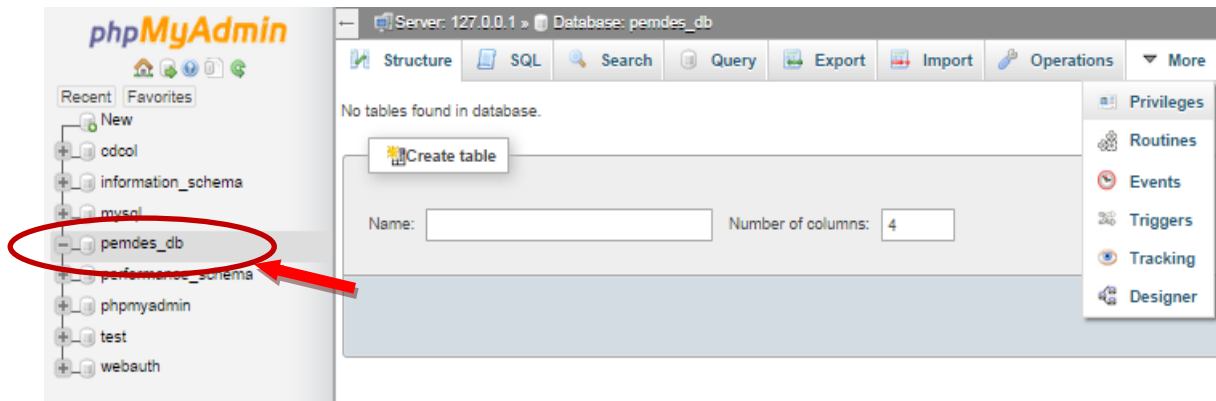 phpMyAdmin
Recent Favorites
New
cdcol
information_schema
mysql
pemdes_db
performance_schema
phpmyadmin
test
webauth
Server: 127.0.0.1 » Database: pemdes_db
Structure SQL Search Query Export Import Operations More
Privileges
Routines
Events
Triggers
Tracking
Designer
No tables found in database.
Create table
Name: Number of columns: 4